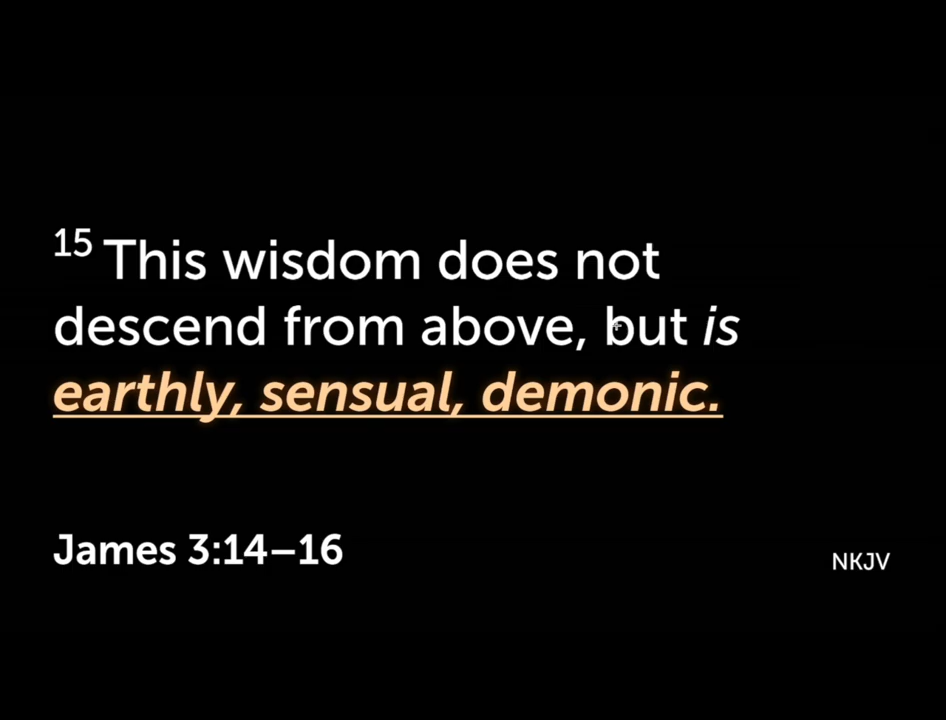 15 This wisdom does not
descend from above, but is
earthly, sensual, demonic.
James 3:14–16
NKJV